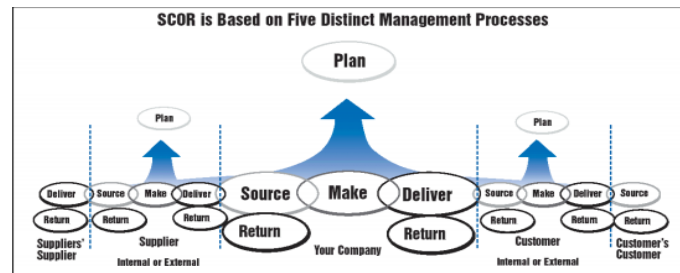 SCOR is Based on Five Distinct Management Processes
Plan
Plan
Plan
Deliver Source Make Deliver Source Make Deliver Source Make Deliver Source
Return Return Return Return Return Return Return Return
Suppliers' Supplier Your Company Customer Customer's
Supplier Internal or External Internal or External Customer